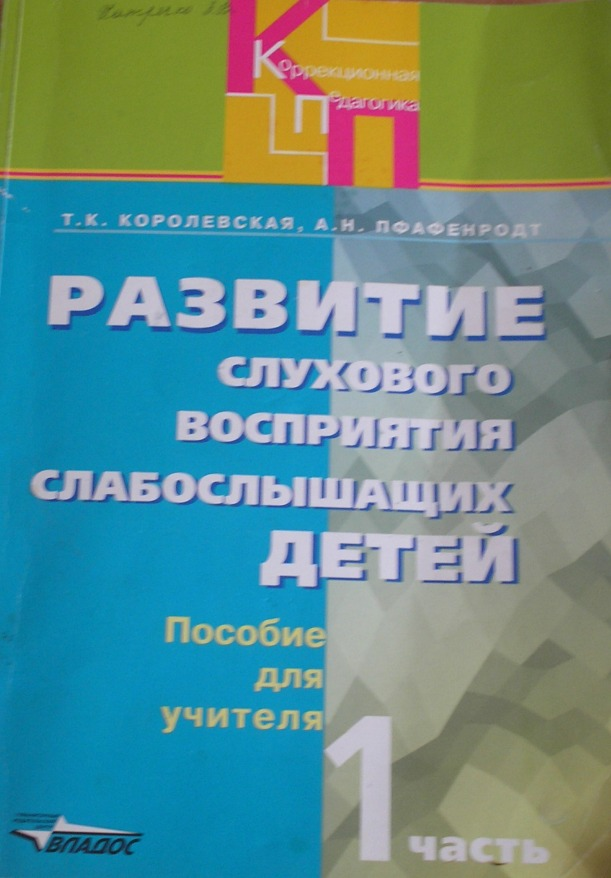 Коррекционная
Педагогика
Т.К. КОРОЛЕВСКАЯ, А.Н. ПФАФЕНРОДТ
РАЗВИТИЕ
СЛУХОВОГО
ВОСПРИЯТИЯ
СЛАБОСЛЫШАЩИХ
ДЕТЕЙ
Пособие
для
учителя
1 часть
ВЛАДОС